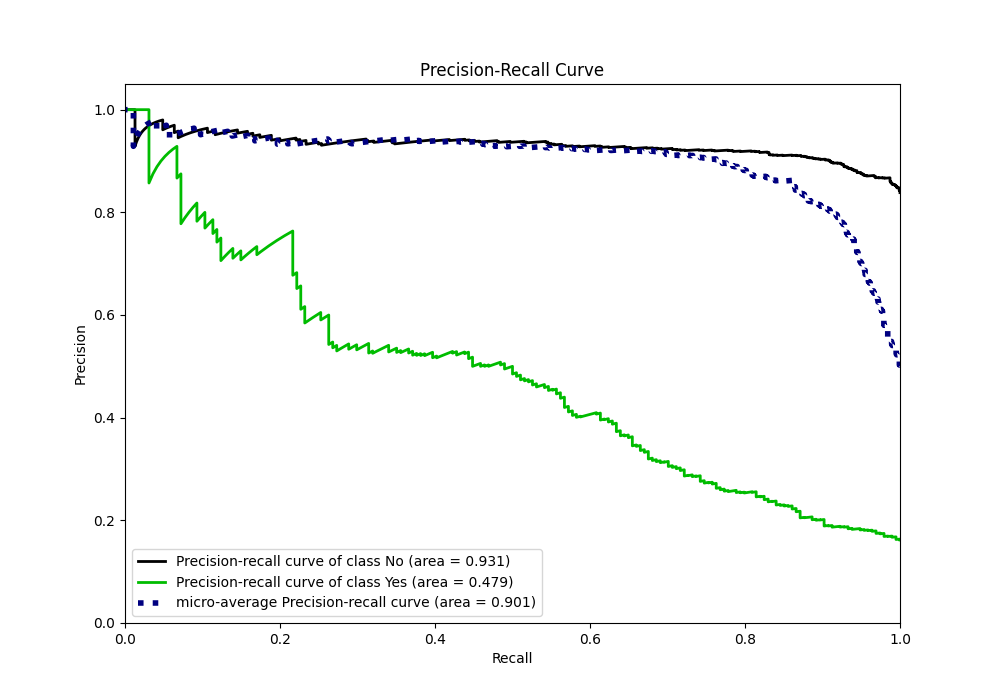 Precision-Recall Curve
1.0
0.8
0.6
0.4
0.2
0.0
Precision
Precision-recall curve of class No (area = 0.931)
Precision-recall curve of class Yes (area = 0.479)
micro-average Precision-recall curve (area = 0.901)
0.0 0.2 0.4 0.6 0.8 1.0
Recall